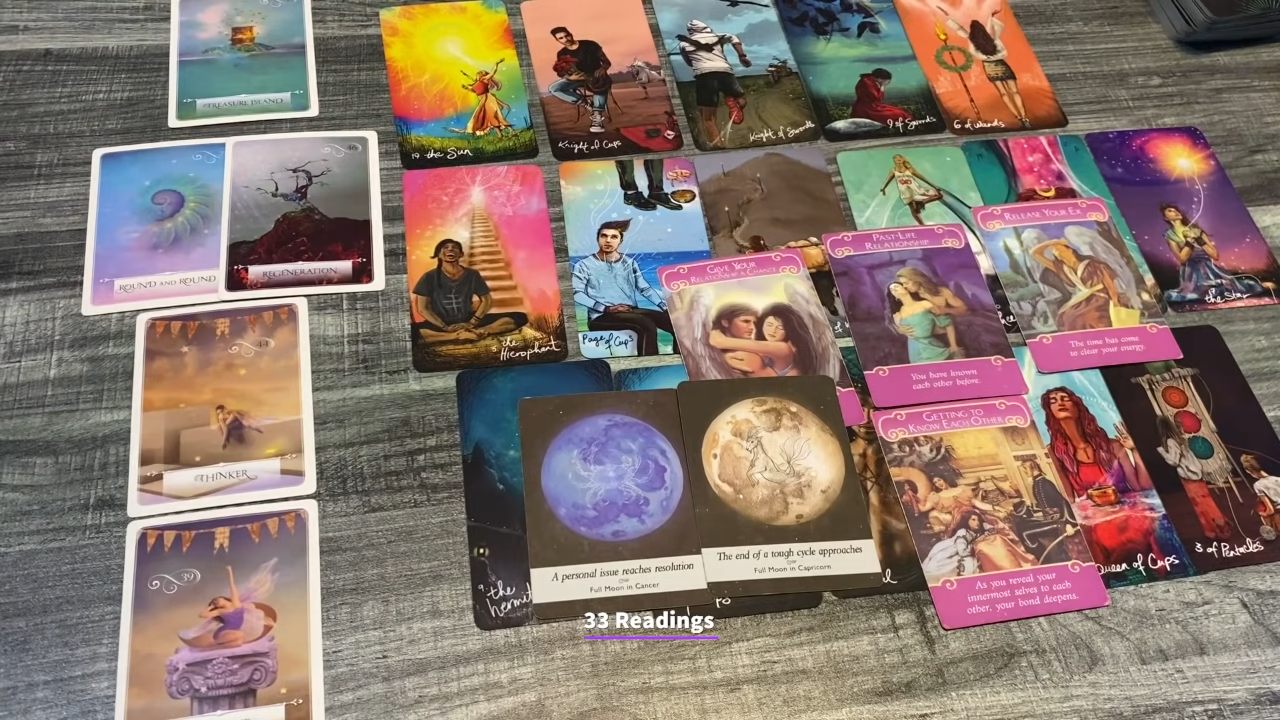 TREASURE ISLAND
19 the Sun
Knight of Cups
Knight of Swords
9 of Swords
6 of Wands
ROUND AND ROUND
46
REGENERATION
5 the
Hierophant
Page of Cups
GIVE YOUR
RELATIONSHIP A CHANCE
PAST-LIFE
RELATIONSHIP
You have known
each other before.
RELEASE YOUR EX
The time has come
to clear your energy.
the Star
44
THINKER
39
9 the
hermit
A personal issue reaches resolution
Full Moon in Cancer
The end of a tough cycle approaches
Full Moon in Capricorn
GETTING TO
KNOW EACH OTHER
As you reveal your
innermost selves to each
other, your bond deepens.
Queen of Cups
3 of Pentacles
33 Readings